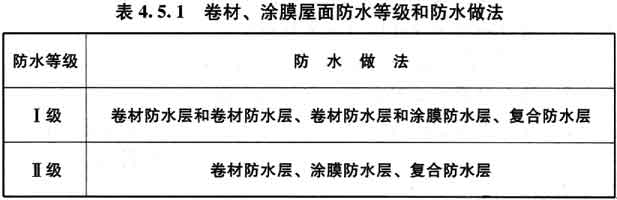 表 4.5.1 卷材、涂膜屋面防水等级和防水做法
防水等级 防 水 做 法
Ⅰ级 卷材防水层和卷材防水层、卷材防水层和涂膜防水层、复合防水层
Ⅱ级 卷材防水层、涂膜防水层、复合防水层